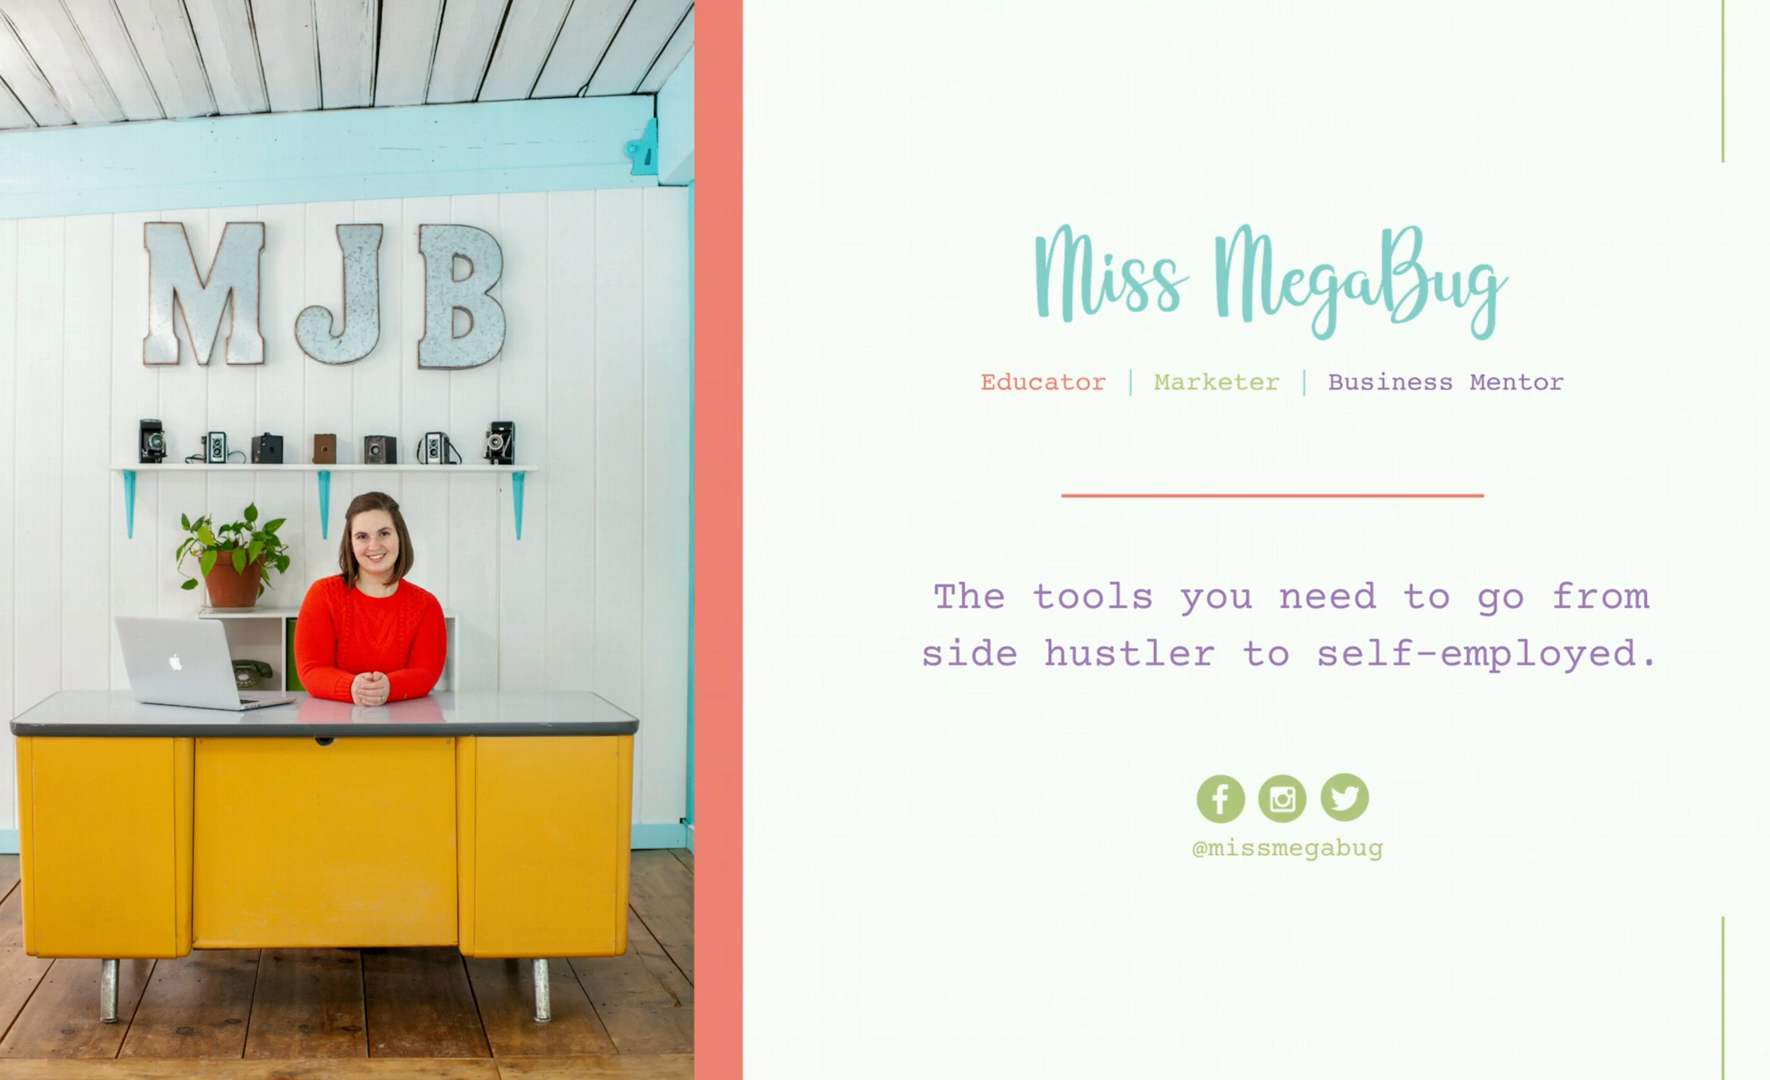 MJB
Miss MegaBug
Educator | Marketer | Business Mentor
The tools you need to go from
side hustler to self-employed.
@missmegabug